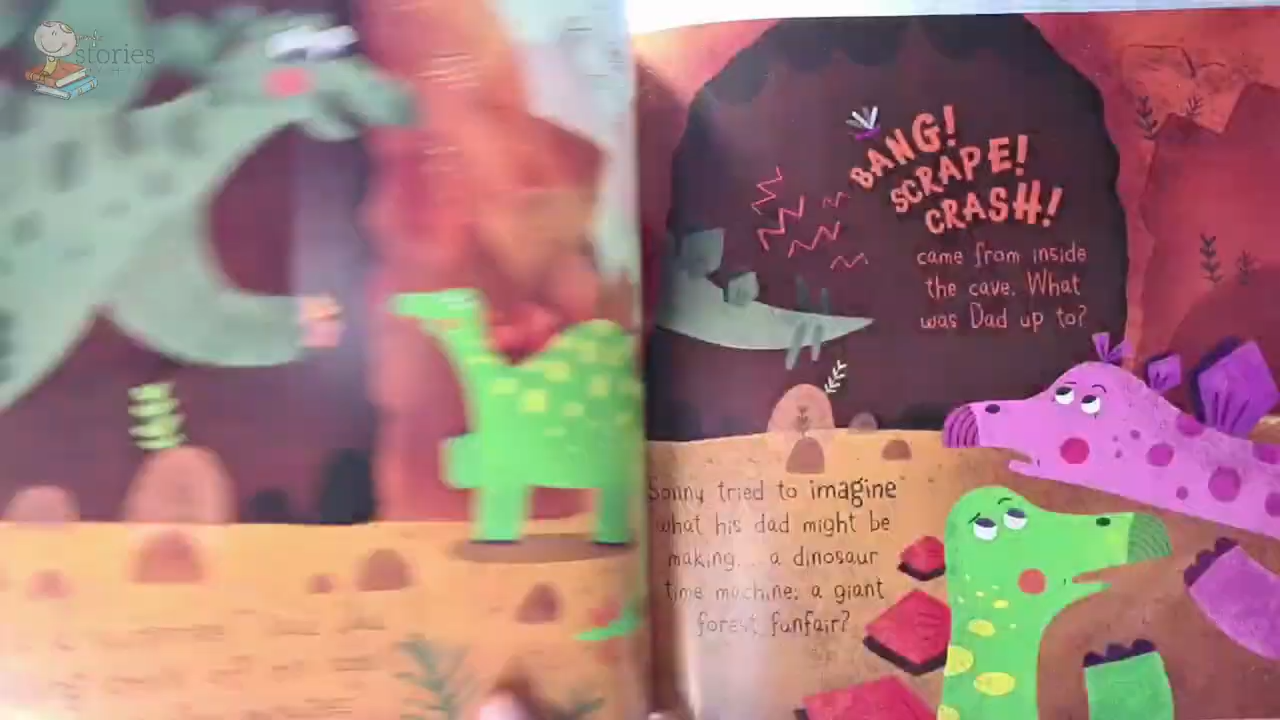 stories
BANG!
SCRAPE!
CRASH!
came from inside
the cave. What
was Dad up to?
Sonny tried to imagine
what his dad might be
making... a dinosaur
time machine; a giant
forest funfair?